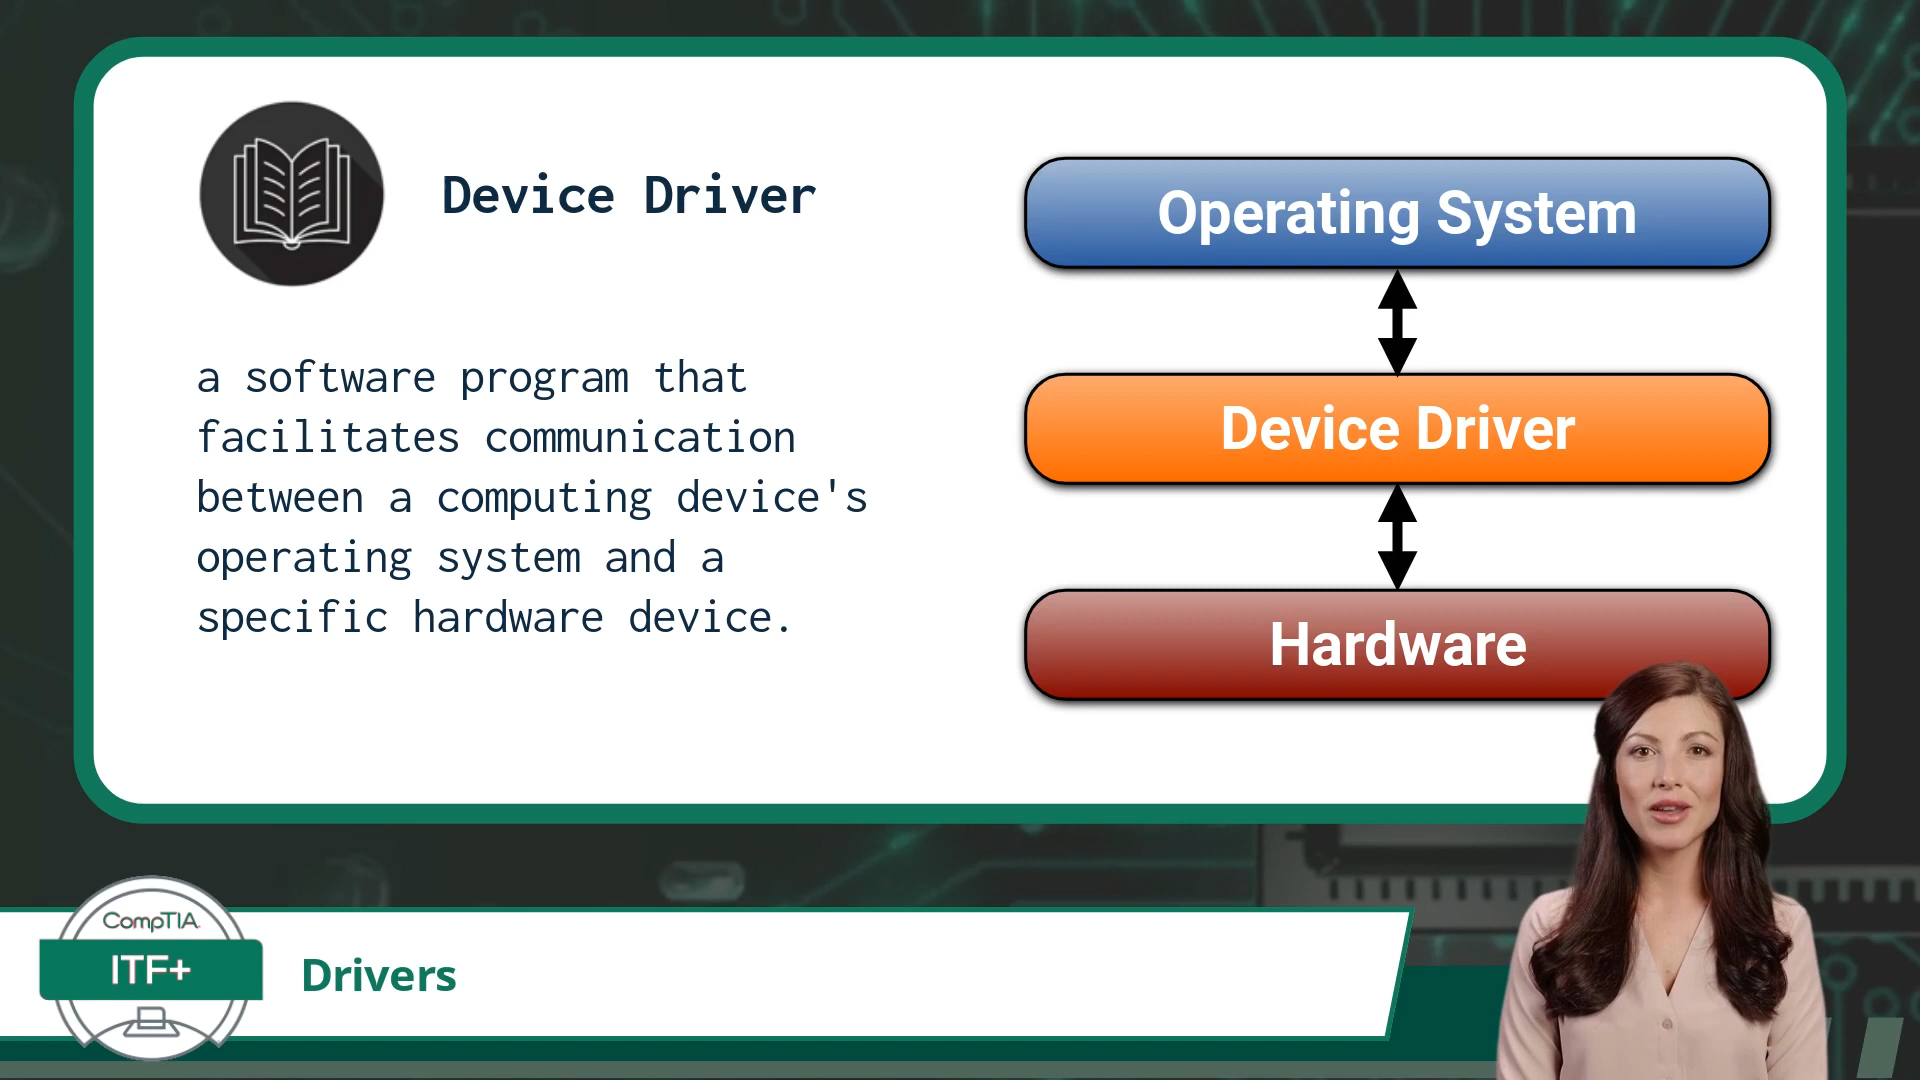 Device Driver
a software program that
facilitates communication
between a computing device's
operating system and a
specific hardware device.
Operating System
Device Driver
Hardware
CompTIA
ITF+
Drivers